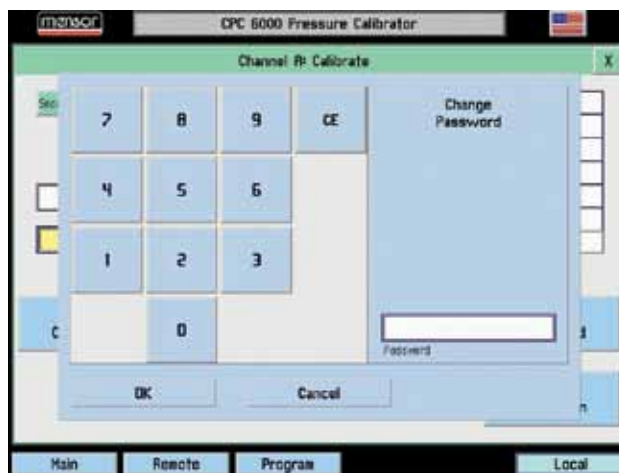 mensor CPC 6000 Pressure Calibrator
Channel A: Calibrate X
7 8 9 CE
Change
Password
4 5 6
1 2 3
0
Password
OK Cancel
Main Remote Program Local